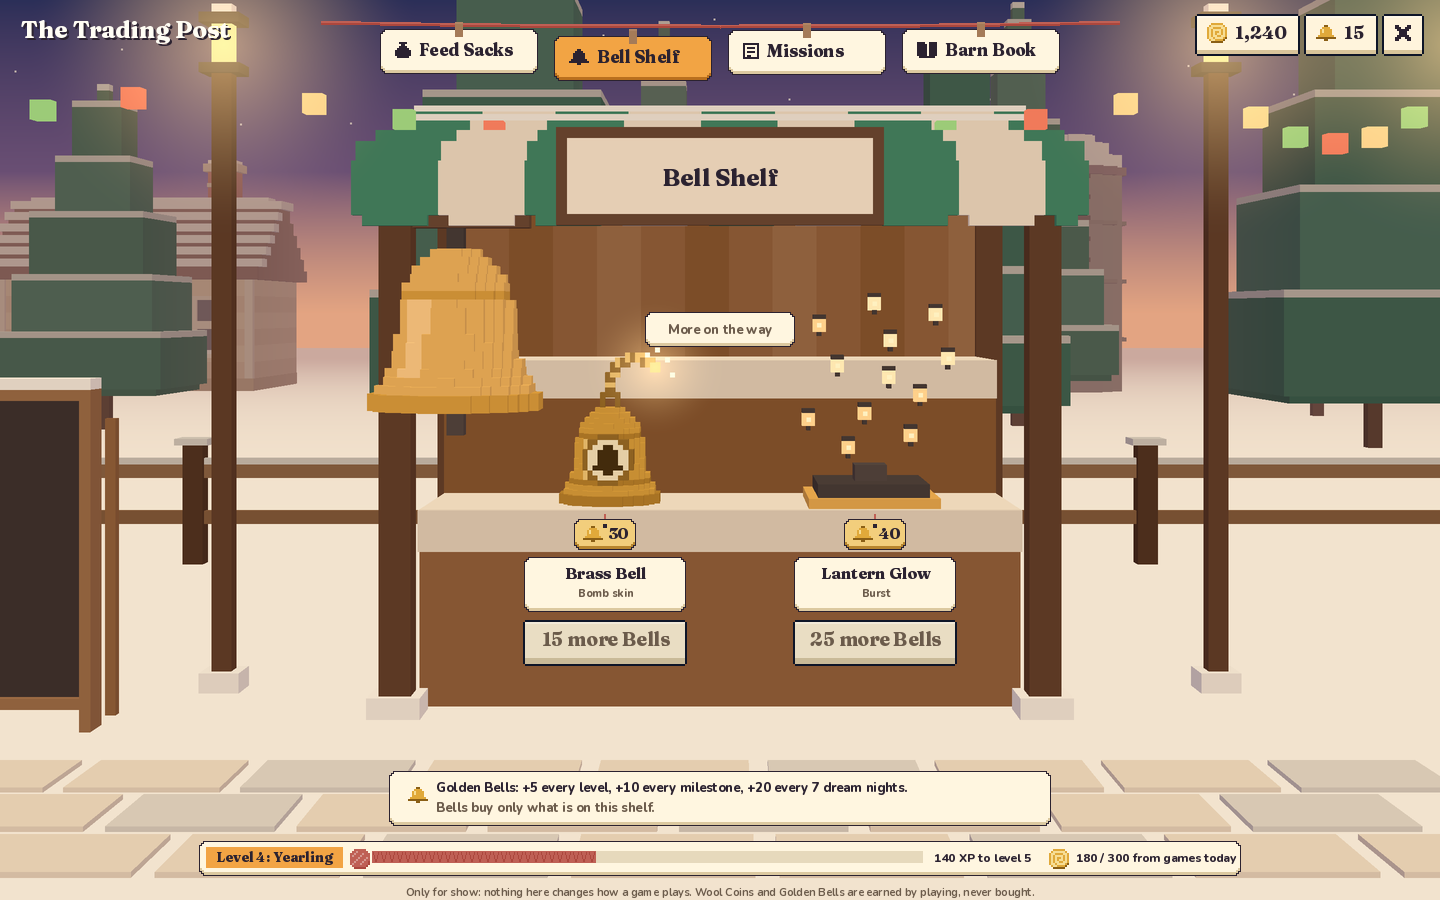 The Trading Post
Feed Sacks
Bell Shelf
Missions
Barn Book
1,240
15
Bell Shelf
More on the way
30
40
Brass Bell
Bomb skin
Lantern Glow
Burst
15 more Bells
25 more Bells
Golden Bells: +5 every level, +10 every milestone, +20 every 7 dream nights.
Bells buy only what is on this shelf.
Level 4: Yearling
140 XP to level 5
180 / 300 from games today
Only for show: nothing here changes how a game plays. Wool Coins and Golden Bells are earned by playing, never bought.